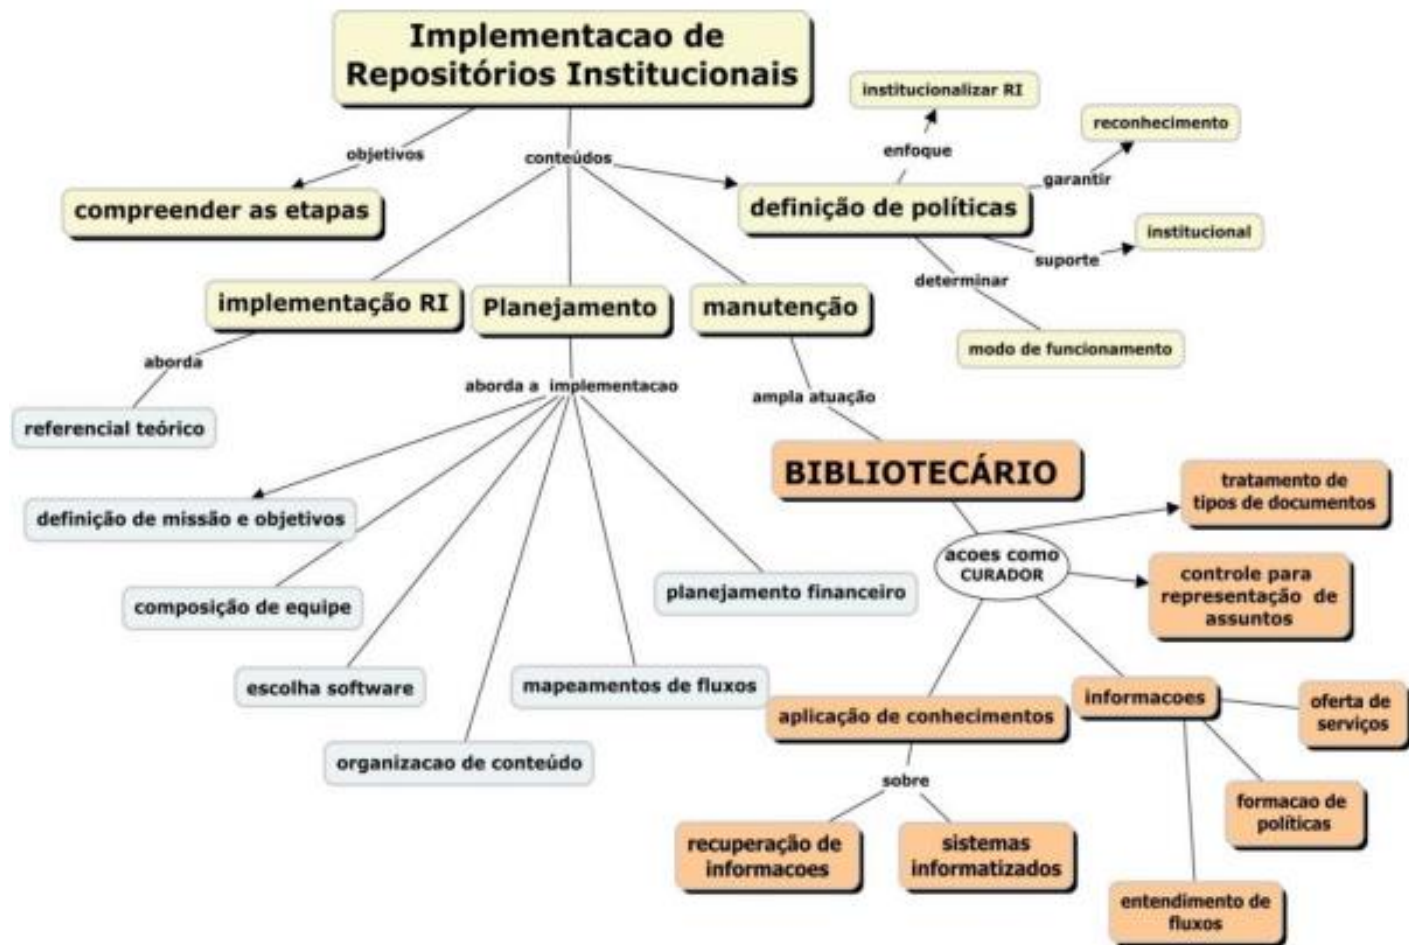 Implementacao de
Repositórios Institucionais
institucionalizar RI
reconhecimento
objetivos
conteúdos
enfoque
garantir
compreender as etapas
definição de políticas
institucional
suporte
determinar
implementação RI
Planejamento
manutenção
modo de funcionamento
aborda
aborda a implementacao
ampla atuação
referencial teórico
BIBLIOTECÁRIO
tratamento de
tipos de documentos
definição de missão e objetivos
acoes como
CURADOR
controle para
representação de
assuntos
composição de equipe
planejamento financeiro
escolha software
mapeamentos de fluxos
informacoes
oferta de
serviços
aplicação de conhecimentos
organizacao de conteúdo
sobre
formacao de
políticas
recuperação de
informacoes
sistemas
informatizados
entendimento de
fluxos